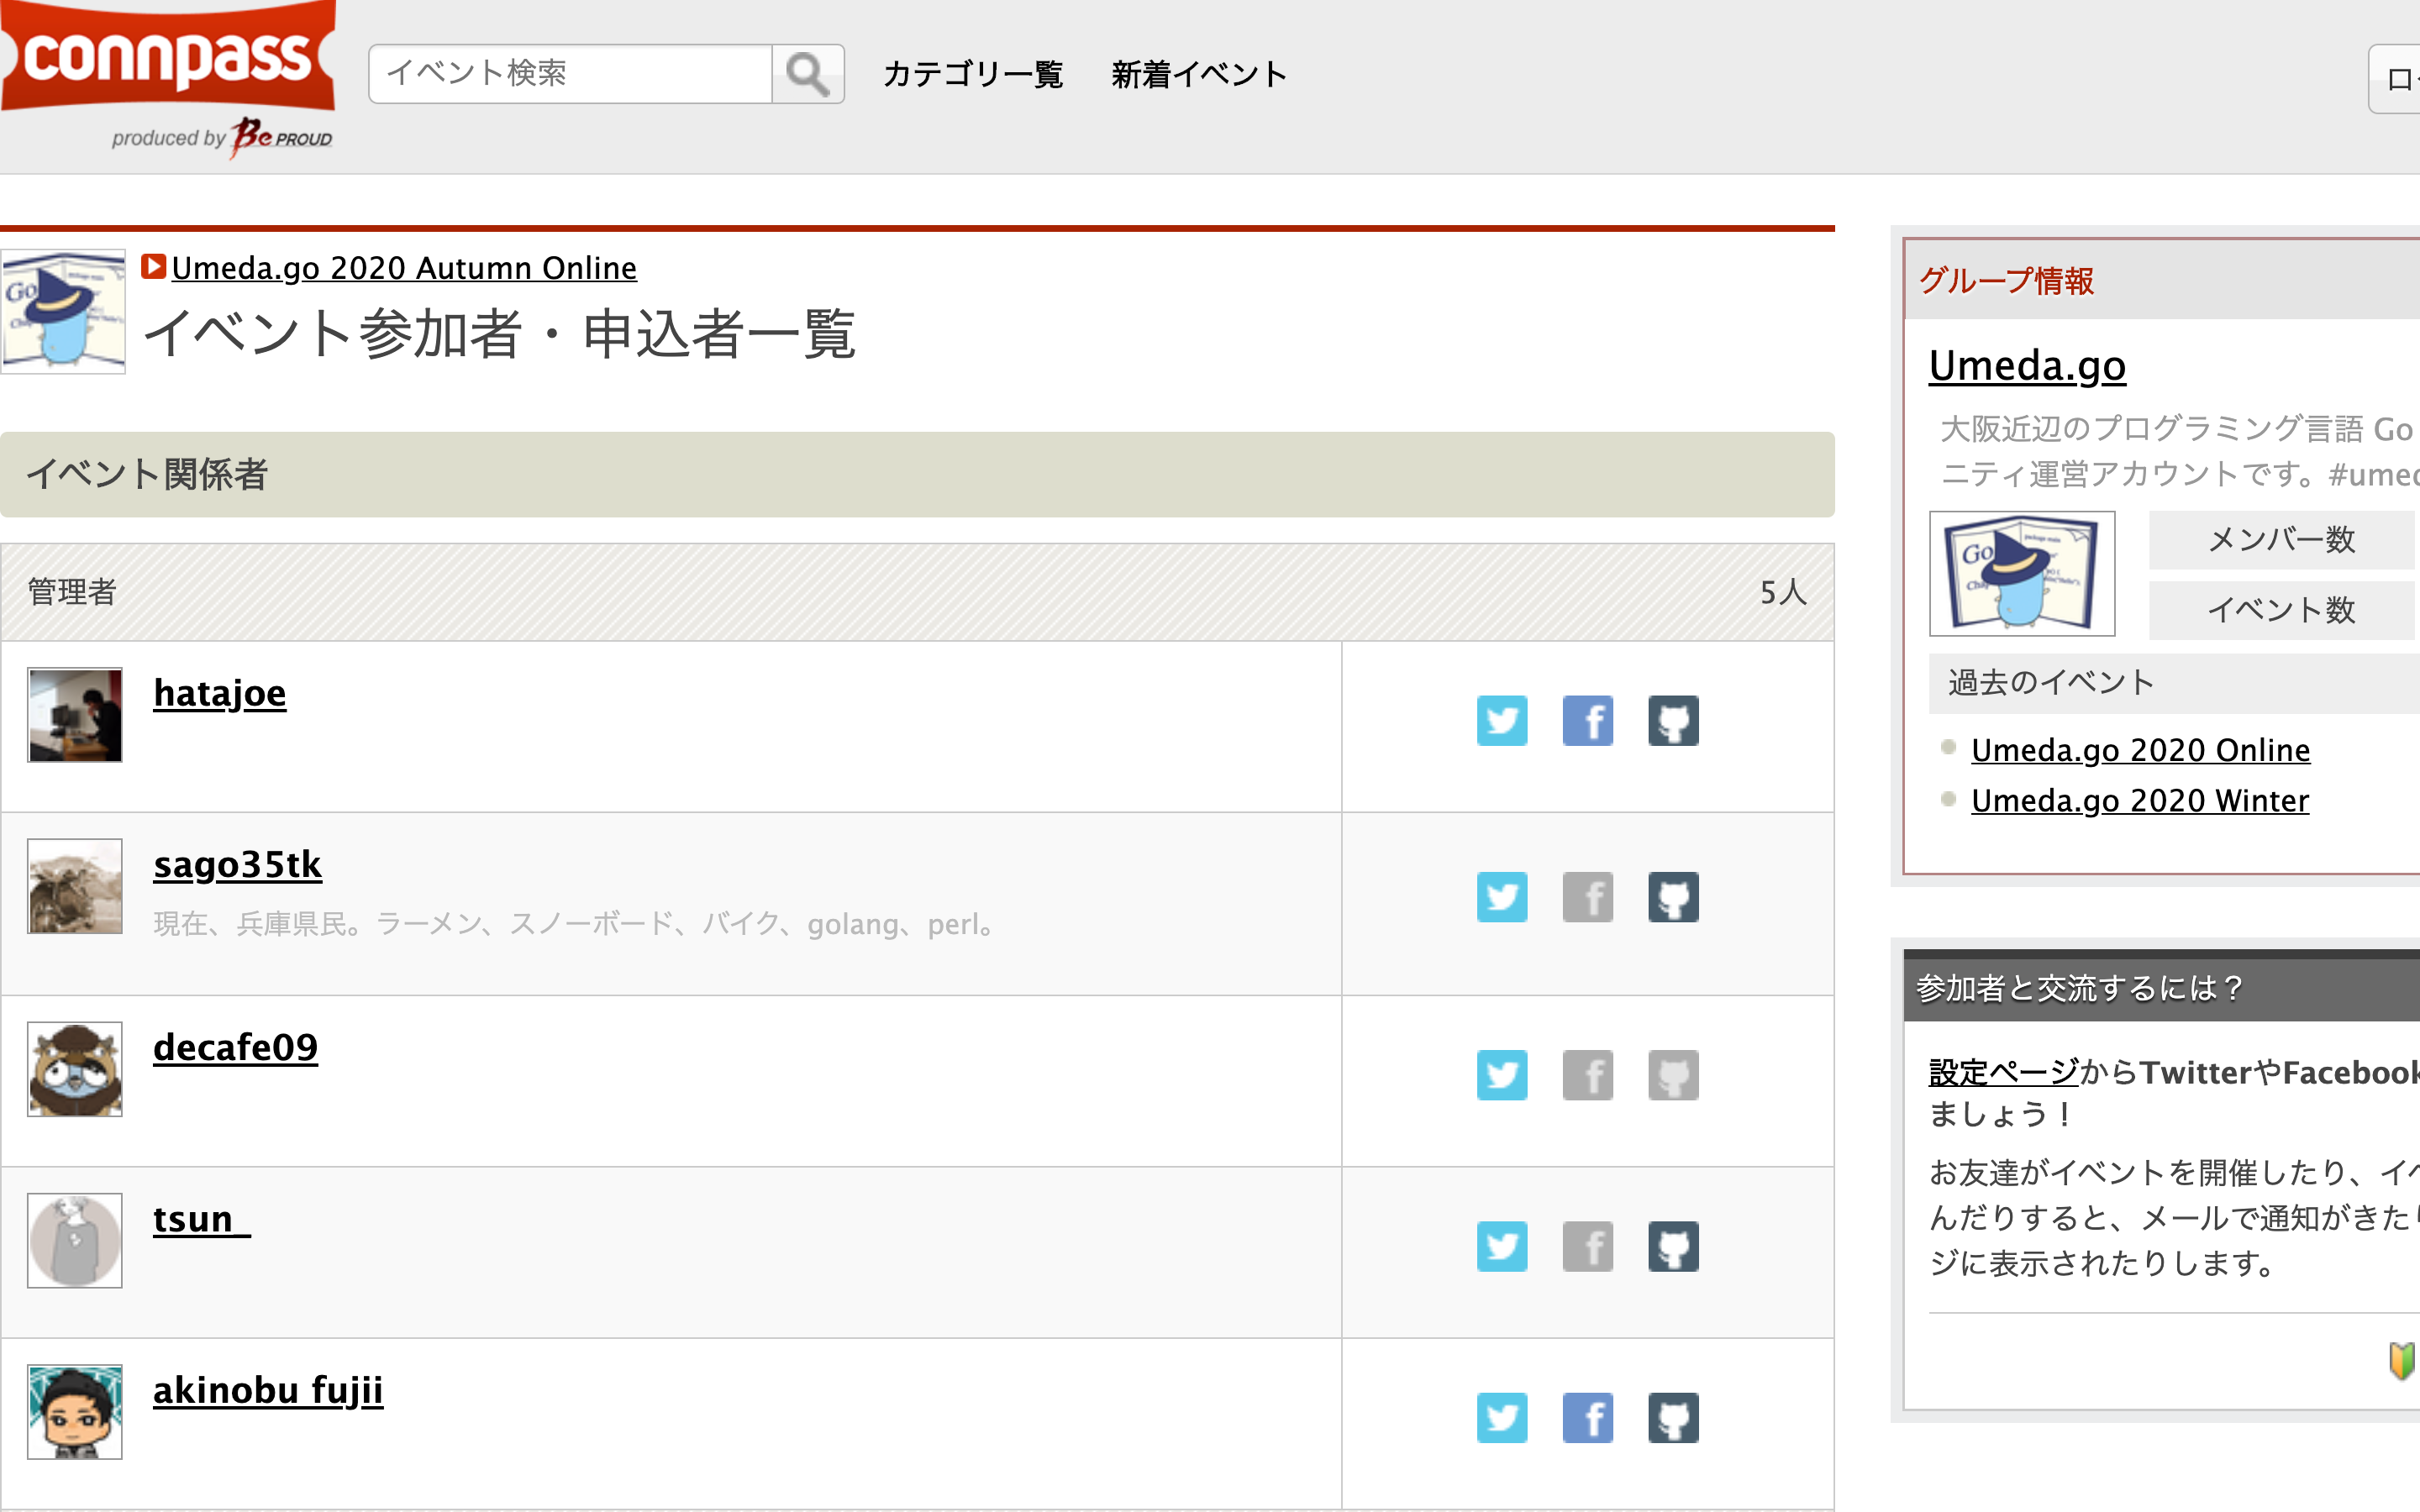 connpass
produced by Be PROUD
イベント検索
カテゴリ一覧
新着イベント
Umeda.go 2020 Autumn Online
イベント参加者・申込者一覧
イベント関係者
管理者
5人
hatajoe
sago35tk
現在、兵庫県民。ラーメン、スノーボード、バイク、golang、perl。
decafe09
tsun_
akinobu fujii
グループ情報
Umeda.go
大阪近辺のプログラミング言語 Go
ニティ運営アカウントです。#umed
Go
メンバー数
イベント数
過去のイベント
Umeda.go 2020 Online
Umeda.go 2020 Winter
参加者と交流するには？
設定ページからTwitterやFacebook
ましょう！
お友達がイベントを開催したり、イベ
んだりすると、メールで通知がきたり
ジに表示されたりします。